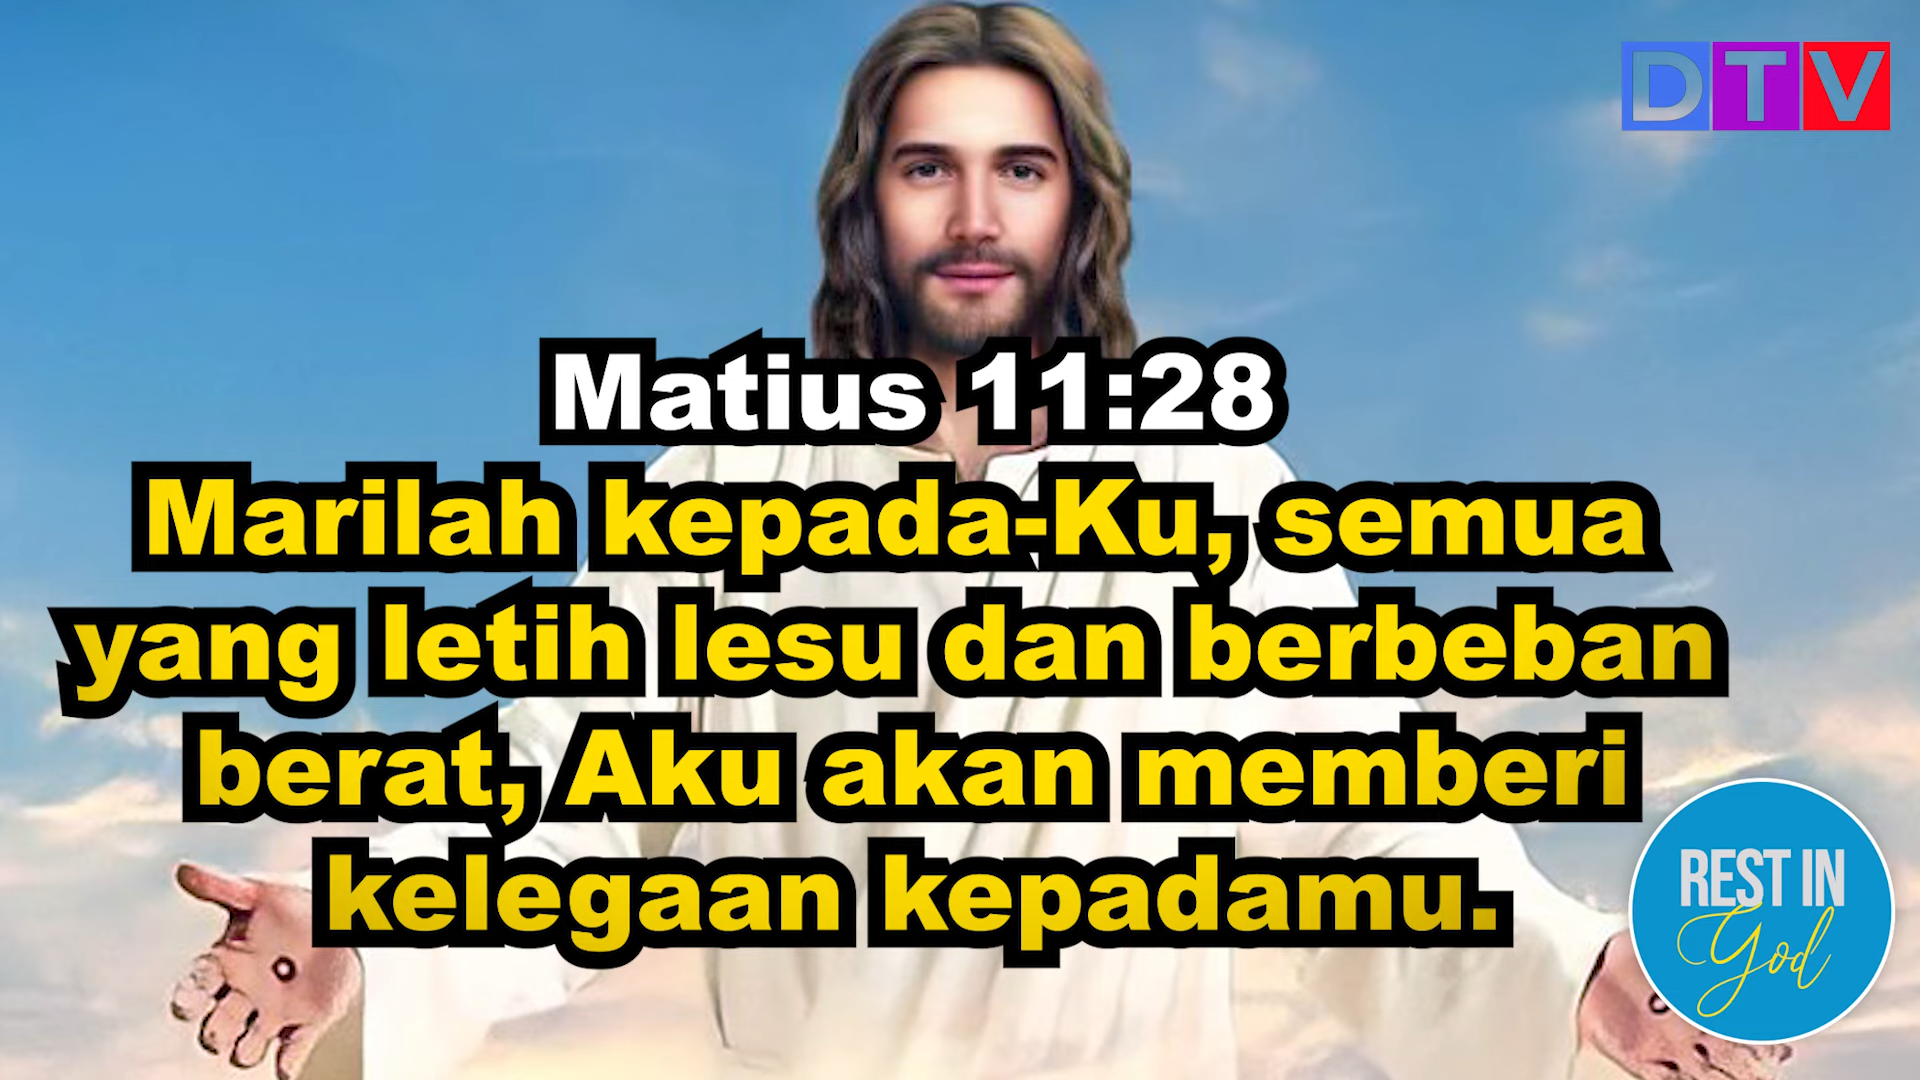 DTV
Matius 11:28
Marilah kepada-Ku, semua
yang letih lesu dan berbeban
berat, Aku akan memberi
kelegaan kepadamu.
REST IN
God